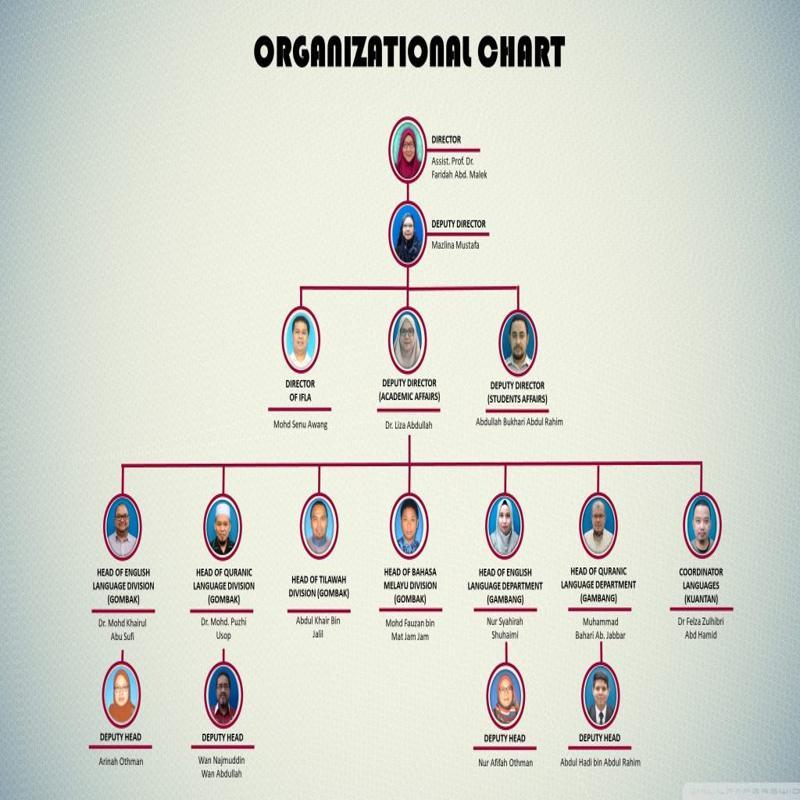 ORGANIZATIONAL CHART
DIRECTOR
Assist. Prof. Dr.
Faridah Abd. Malek
DEPUTY DIRECTOR
Mazlina Mustafa
DIRECTOR
OF IFLA
Mohd Senu Awang
DEPUTY DIRECTOR
(ACADEMIC AFFAIRS)
Dr. Liza Abdullah
DEPUTY DIRECTOR
(STUDENTS AFFAIRS)
Abdullah Bukhari Abdul Rahim
HEAD OF ENGLISH
LANGUAGE DIVISION
(GOMBAK)
Dr. Mohd Khairul
Abu Sufi
HEAD OF QURANIC
LANGUAGE DIVISION
(GOMBAK)
Dr. Mohd. Puzhi
Usop
HEAD OF TILAWAH
DIVISION (GOMBAK)
Abdul Khair Bin
Jalil
HEAD OF BAHASA
MELAYU DIVISION
(GOMBAK)
Mohd Fauzan bin
Mat Jam Jam
HEAD OF ENGLISH
LANGUAGE DEPARTMENT
(GAMBANG)
Nur Syahirah
Shuhaimi
HEAD OF QURANIC
LANGUAGE DEPARTMENT
(GAMBANG)
Muhammad
Bahari Ab. Jabbar
COORDINATOR
LANGUAGES
(KUANTAN)
Dr Felza Zulhibri
Abd Hamid
DEPUTY HEAD
Arinah Othman
DEPUTY HEAD
Wan Najmuddin
Wan Abdullah
DEPUTY HEAD
Nur Afifah Othman
DEPUTY HEAD
Abdul Hadi bin Abdul Rahim